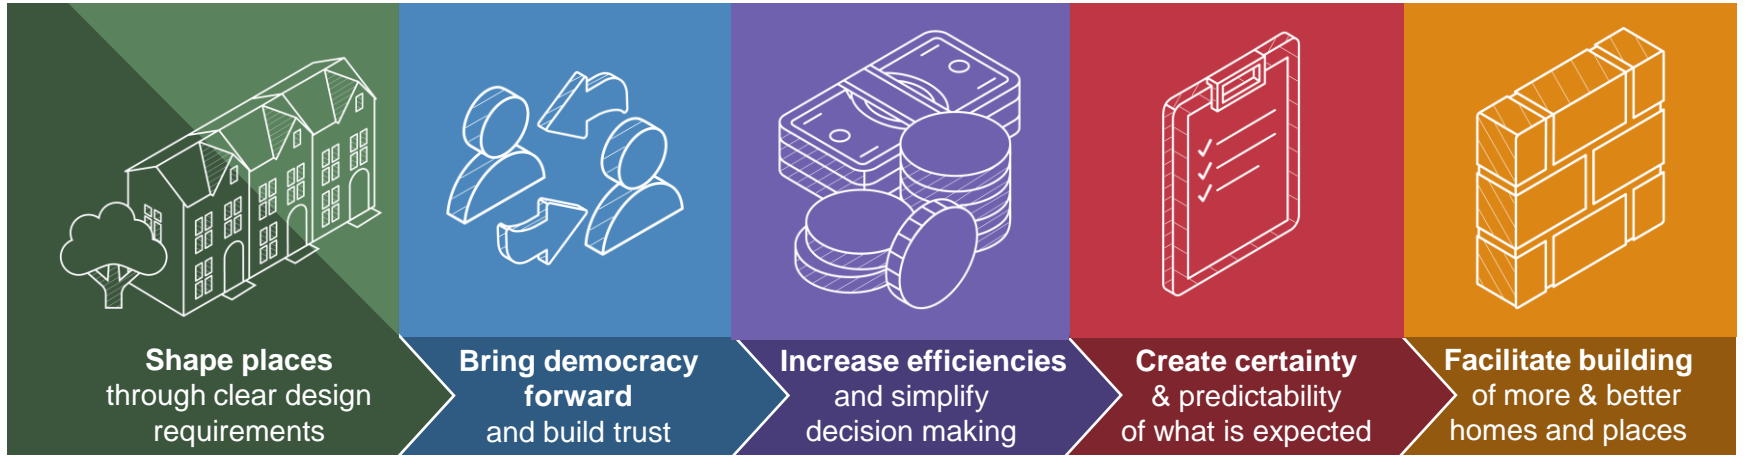 Shape places
through clear design
requirements
Bring democracy
forward
and build trust
Increase efficiencies
and simplify
decision making
Create certainty
& predictability
of what is expected
Facilitate building
of more & better
homes and places